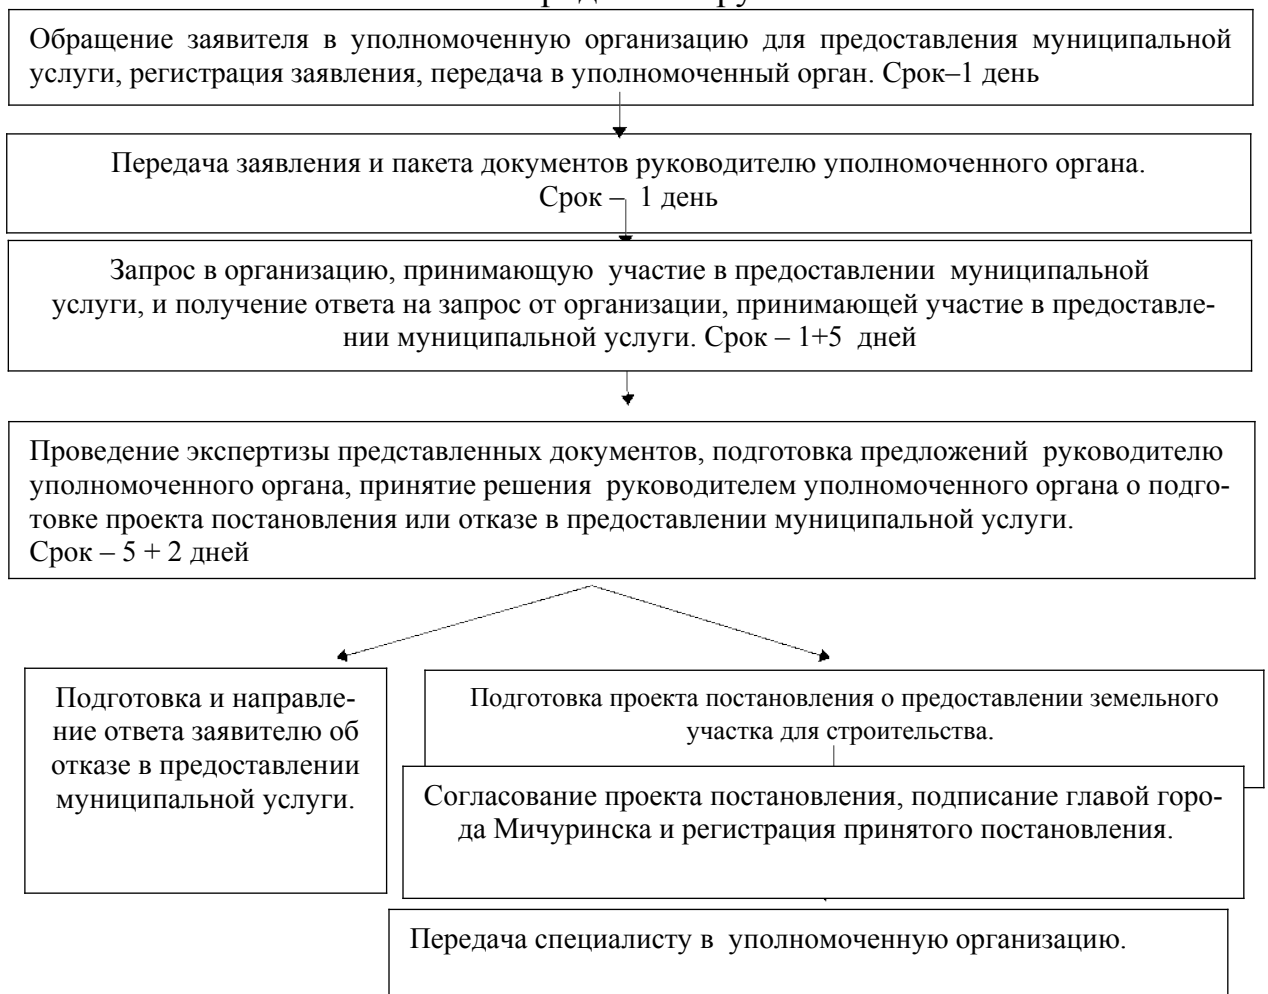 Обращение заявителя в уполномоченную организацию для предоставления муниципальной
услуги, регистрация заявления, передача в уполномоченный орган. Срок–1 день
Передача заявления и пакета документов руководителю уполномоченного органа.
Срок – 1 день
Запрос в организацию, принимающую участие в предоставлении муниципальной
услуги, и получение ответа на запрос от организации, принимающей участие в предоставле-
нии муниципальной услуги. Срок – 1+5 дней
Проведение экспертизы представленных документов, подготовка предложений руководителю
уполномоченного органа, принятие решения руководителем уполномоченного органа о подго-
товке проекта постановления или отказе в предоставлении муниципальной услуги.
Срок – 5 + 2 дней
Подготовка и направле-
ние ответа заявителю об
отказе в предоставлении
муниципальной услуги.
Подготовка проекта постановления о предоставлении земельного
участка для строительства.
Согласование проекта постановления, подписание главой горо-
да Мичуринска и регистрация принятого постановления.
Передача специалисту в уполномоченную организацию.